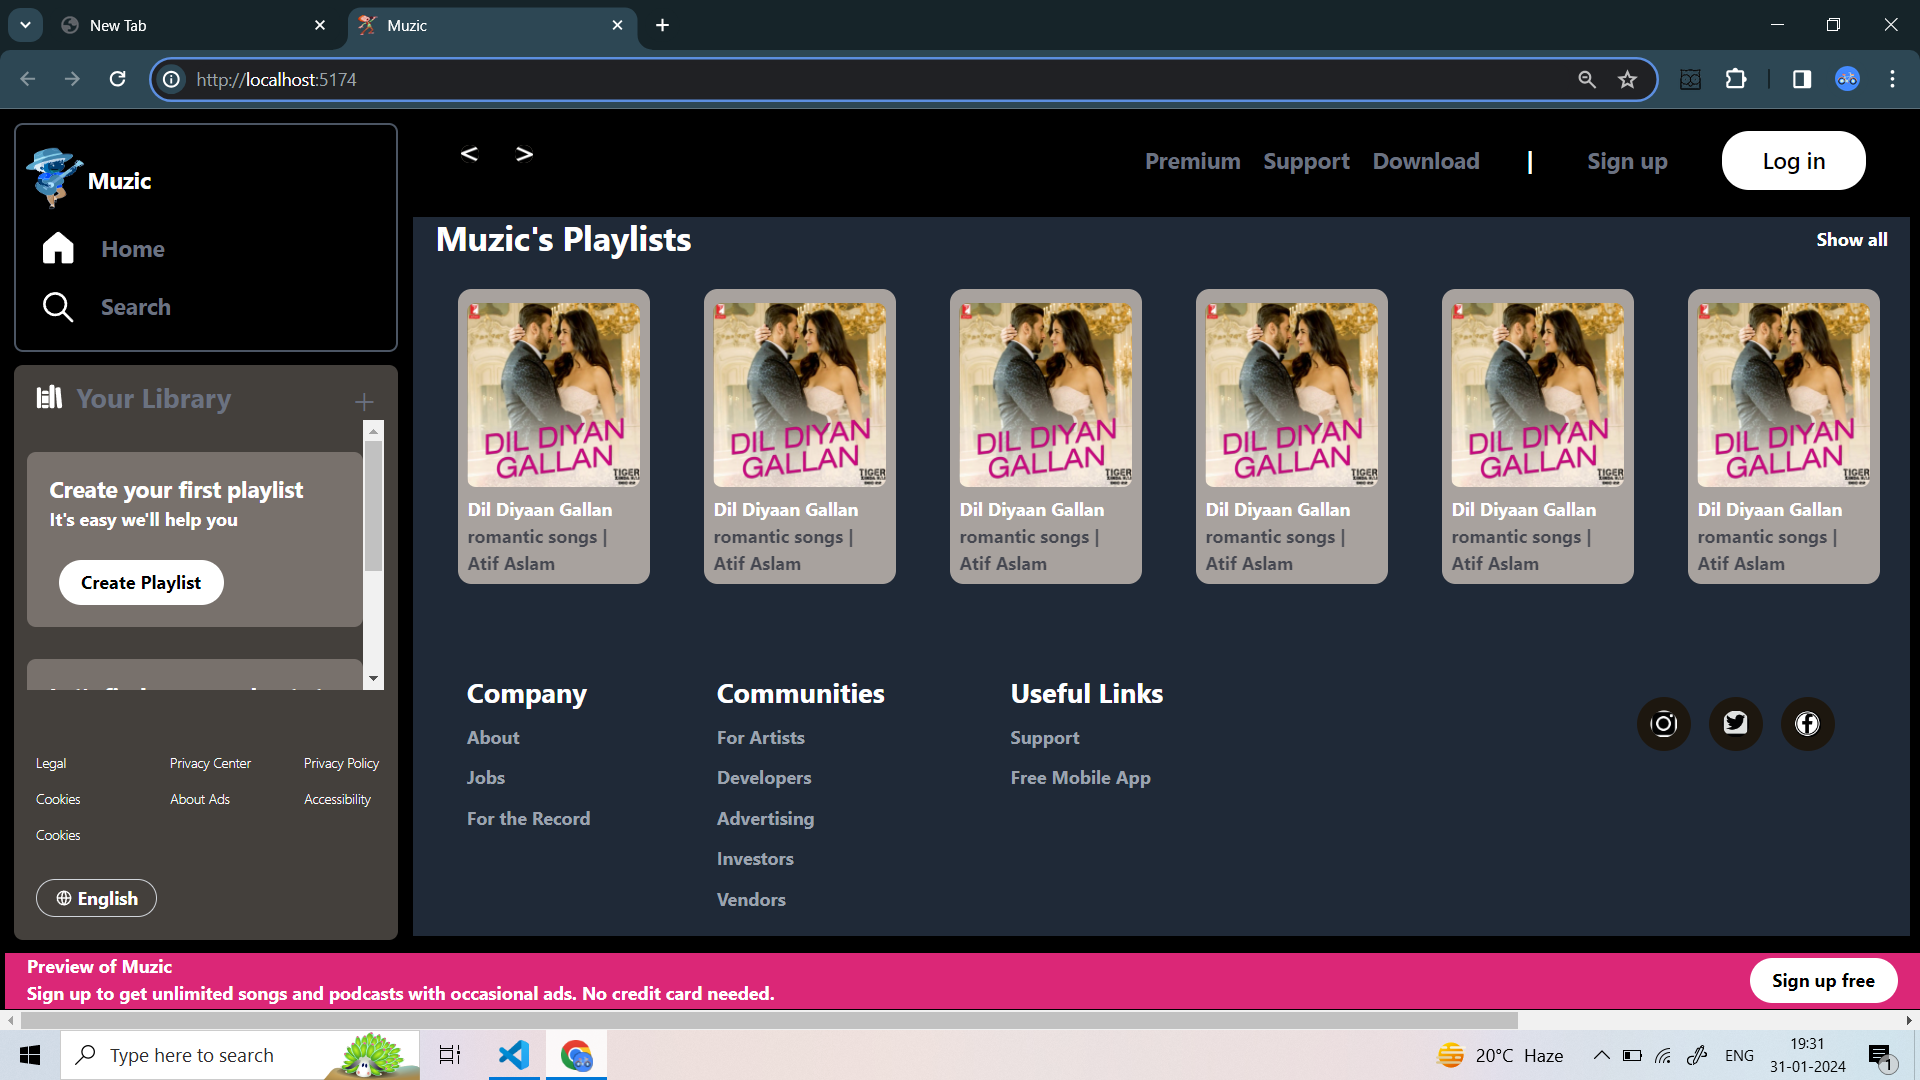 New Tab
Muzic
http://localhost:5174
Muzic
Home
Search
Your Library
Create your first playlist
It's easy we'll help you
Create Playlist
Legal Privacy Center Privacy Policy
Cookies About Ads Accessibility
Cookies
English
< >
Premium Support Download | Sign up Log in
Muzic's Playlists Show all
DIL DIYAN
GALLAN
TIGER
Dil Diyaan Gallan
romantic songs |
Atif Aslam
DIL DIYAN
GALLAN
TIGER
Dil Diyaan Gallan
romantic songs |
Atif Aslam
DIL DIYAN
GALLAN
TIGER
Dil Diyaan Gallan
romantic songs |
Atif Aslam
DIL DIYAN
GALLAN
TIGER
Dil Diyaan Gallan
romantic songs |
Atif Aslam
DIL DIYAN
GALLAN
TIGER
Dil Diyaan Gallan
romantic songs |
Atif Aslam
DIL DIYAN
GALLAN
TIGER
Dil Diyaan Gallan
romantic songs |
Atif Aslam
Company
About
Jobs
For the Record
Communities
For Artists
Developers
Advertising
Investors
Vendors
Useful Links
Support
Free Mobile App
Preview of Muzic
Sign up to get unlimited songs and podcasts with occasional ads. No credit card needed.
Sign up free
Type here to search
20°C Haze
ENG
19:31
31-01-2024
1